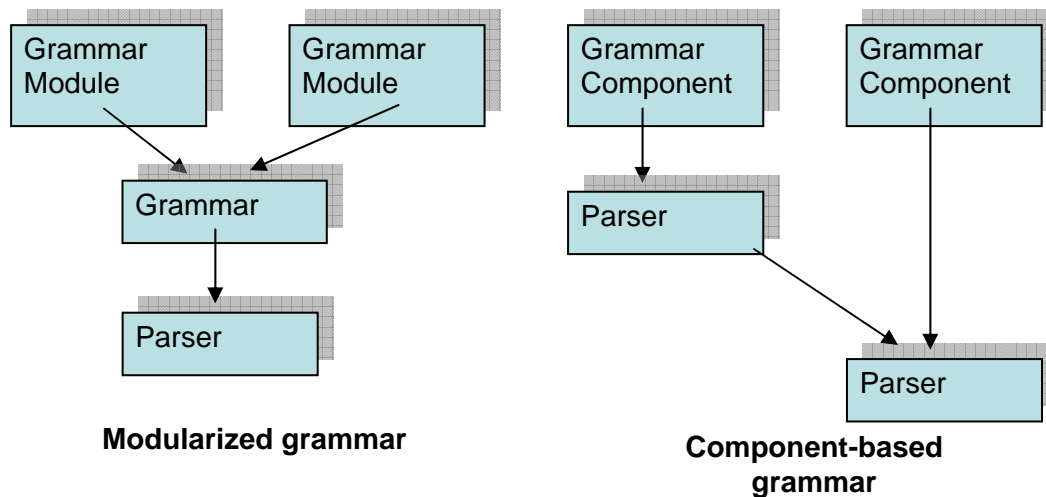 Grammar
Module
Grammar
Module
Grammar
Parser
Modularized grammar
Grammar
Component
Grammar
Component
Parser
Parser
Component-based
grammar